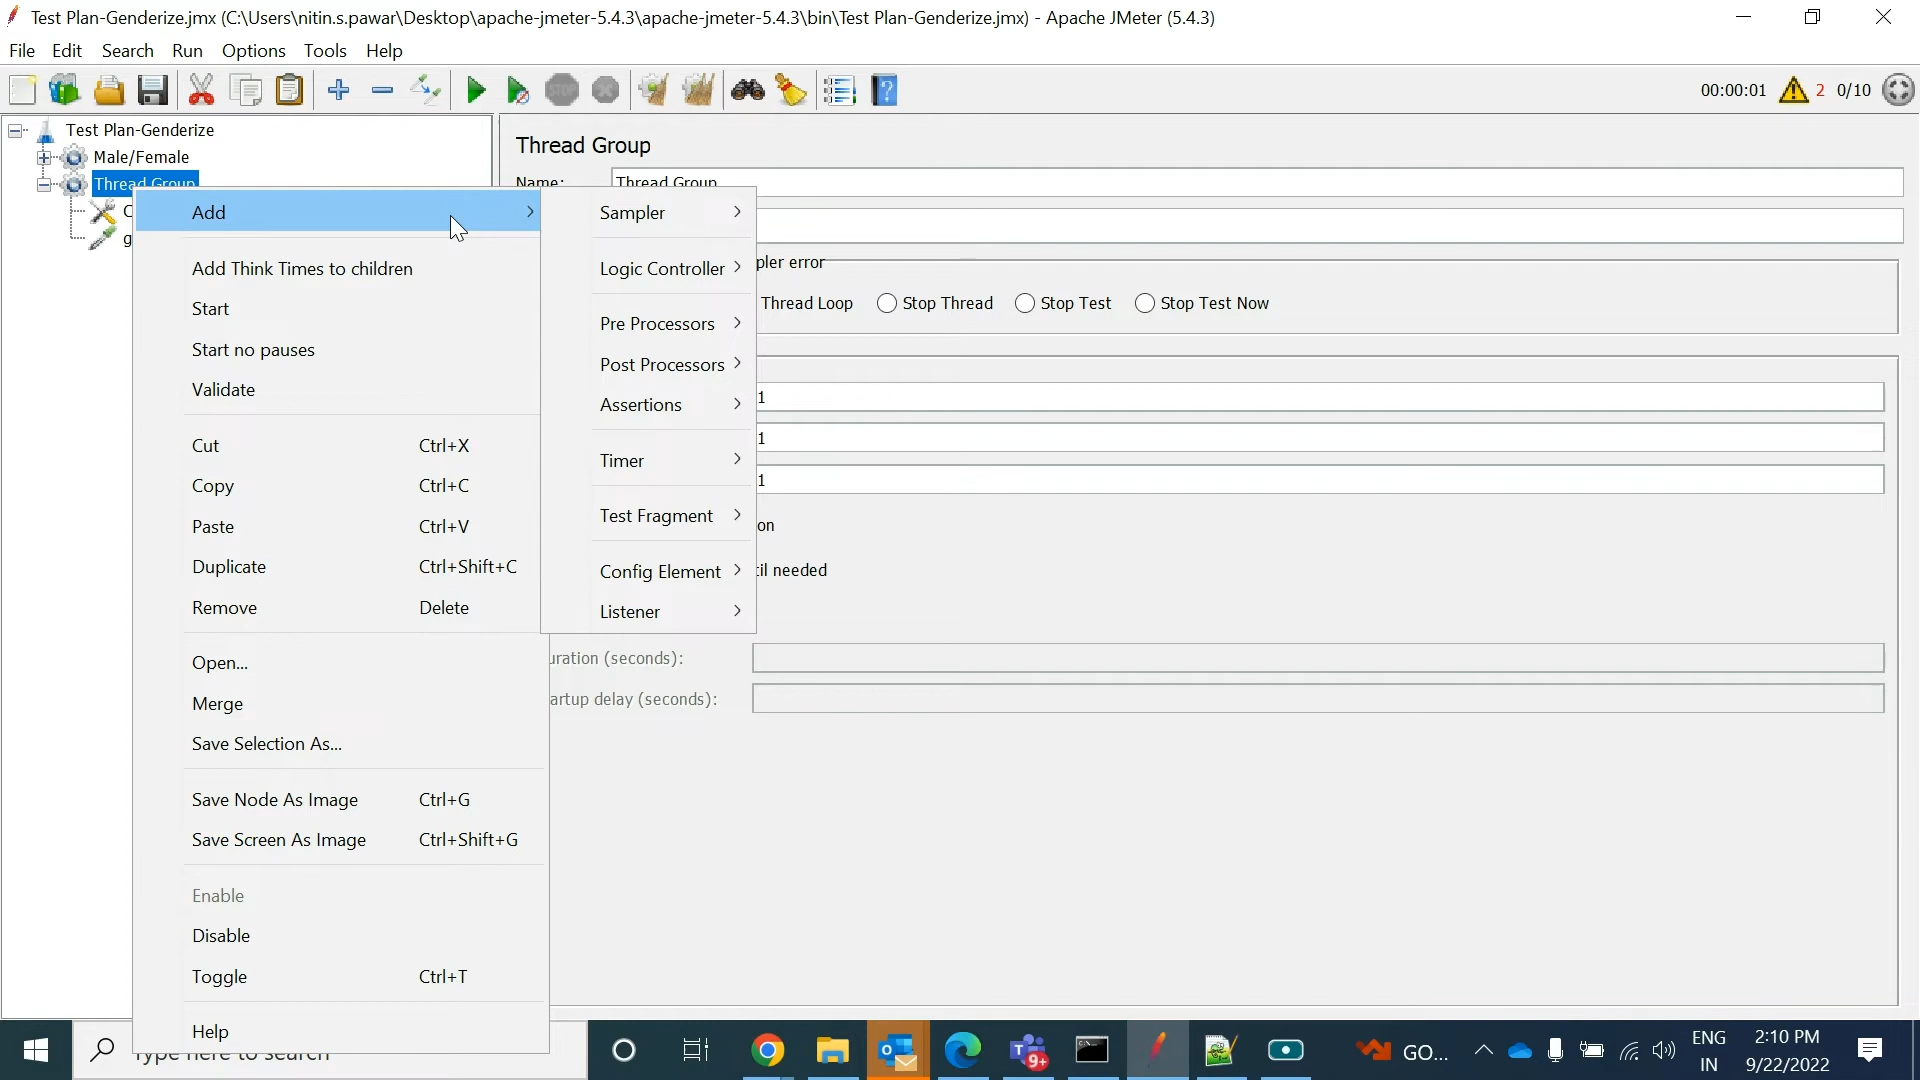 Test Plan-Genderize.jmx (C:\Users\nitin.s.pawar\Desktop\apache-jmeter-5.4.3\apache-jmeter-5.4.3\bin\Test Plan-Genderize.jmx) - Apache JMeter (5.4.3)
File Edit Search Run Options Tools Help
STOP
00:00:01 2 0/10
Test Plan-Genderize
Male/Female
Thread Group
Thread Group
Name: Thread Group
Add
Add Think Times to children
Start
Start no pauses
Validate
Cut Ctrl+X
Copy Ctrl+C
Paste Ctrl+V
Duplicate Ctrl+Shift+C
Remove Delete
Open...
Merge
Save Selection As...
Save Node As Image Ctrl+G
Save Screen As Image Ctrl+Shift+G
Enable
Disable
Toggle Ctrl+T
Help
Sampler
Logic Controller
Pre Processors
Post Processors
Assertions
Timer
Test Fragment
Config Element
Listener
pler error
Thread Loop Stop Thread Stop Test Stop Test Now
1
1
1
on
til needed
uration (seconds):
artup delay (seconds):
Type here to search
9+
GO...
ENG
IN
2:10 PM
9/22/2022